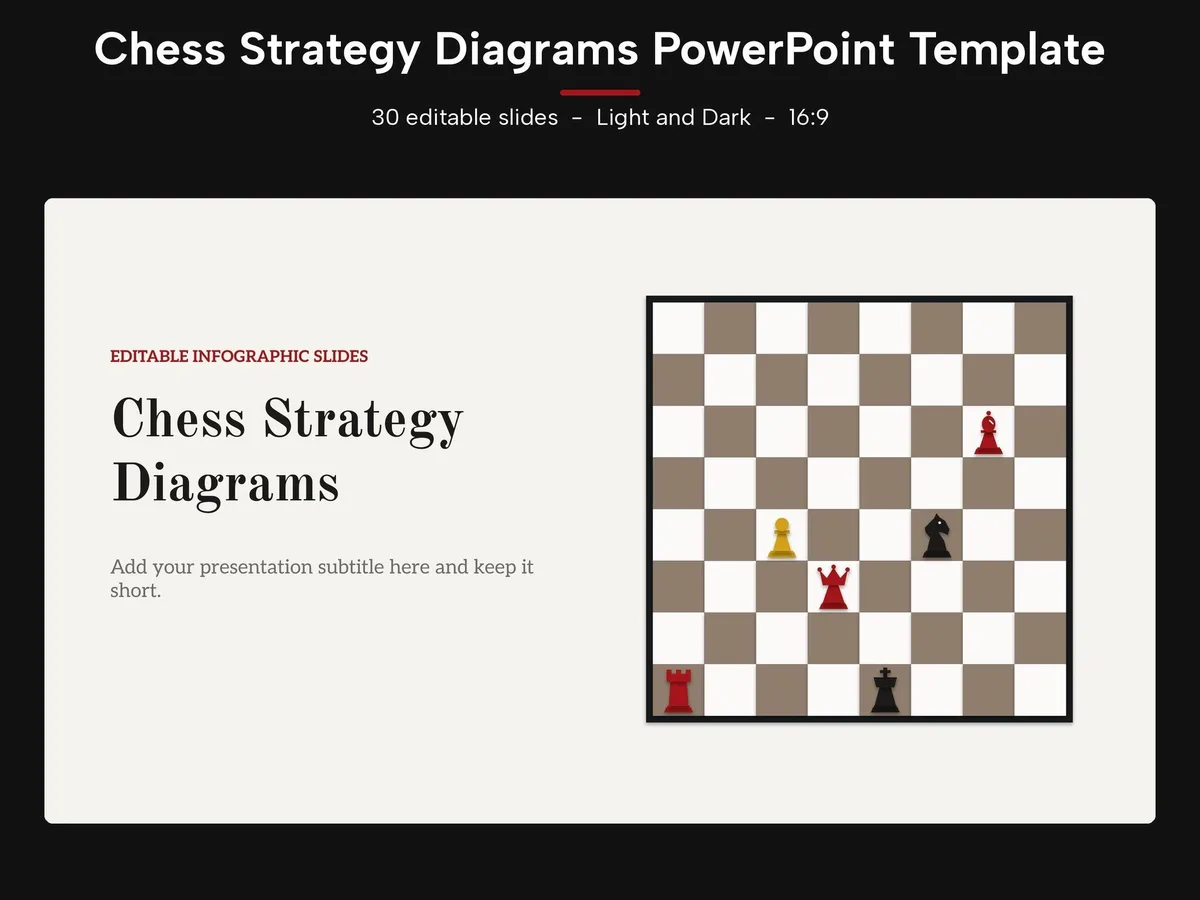 Chess Strategy Diagrams PowerPoint Template
30 editable slides - Light and Dark - 16:9
EDITABLE INFOGRAPHIC SLIDES
Chess Strategy
Diagrams
Add your presentation subtitle here and keep it
short.